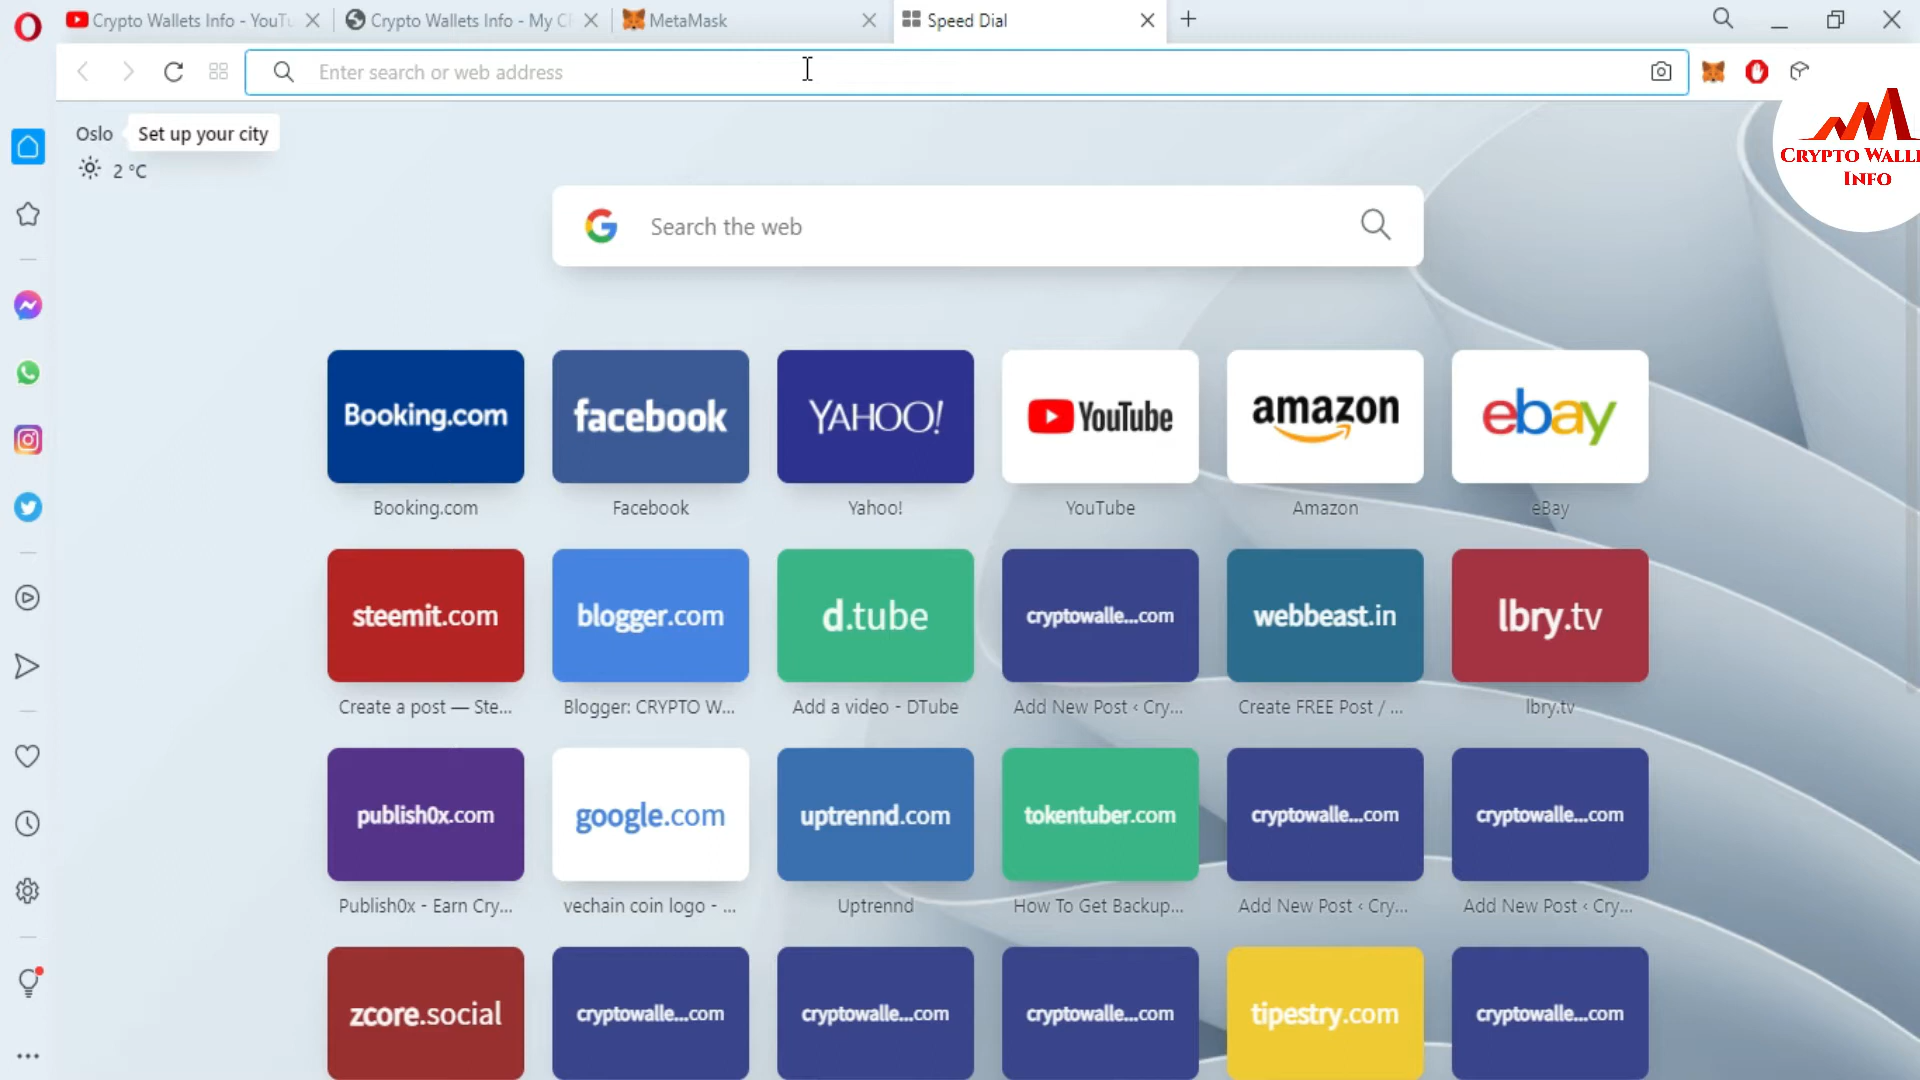 Crypto Wallets Info - YouTu
Crypto Wallets Info - My C
MetaMask
Speed Dial
Enter search or web address
Oslo
Set up your city
2 °C
CRYPTO WALLE
INFO
Search the web
Booking.com
facebook
YAHOO!
YouTube
amazon
ebay
Booking.com
Facebook
Yahoo!
YouTube
Amazon
eBay
steemit.com
blogger.com
d.tube
cryptowalle...com
webbeast.in
lbry.tv
Create a post — Ste...
Blogger: CRYPTO W...
Add a video - DTube
Add New Post ‹ Cry...
Create FREE Post / ...
lbry.tv
publish0x.com
google.com
uptrennd.com
tokentuber.com
cryptowalle...com
cryptowalle...com
Publish0x - Earn Cry...
vechain coin logo - ...
Uptrennd
How To Get Backup...
Add New Post ‹ Cry...
Add New Post ‹ Cry...
zcore.social
cryptowalle...com
cryptowalle...com
cryptowalle...com
tipestry.com
cryptowalle...com